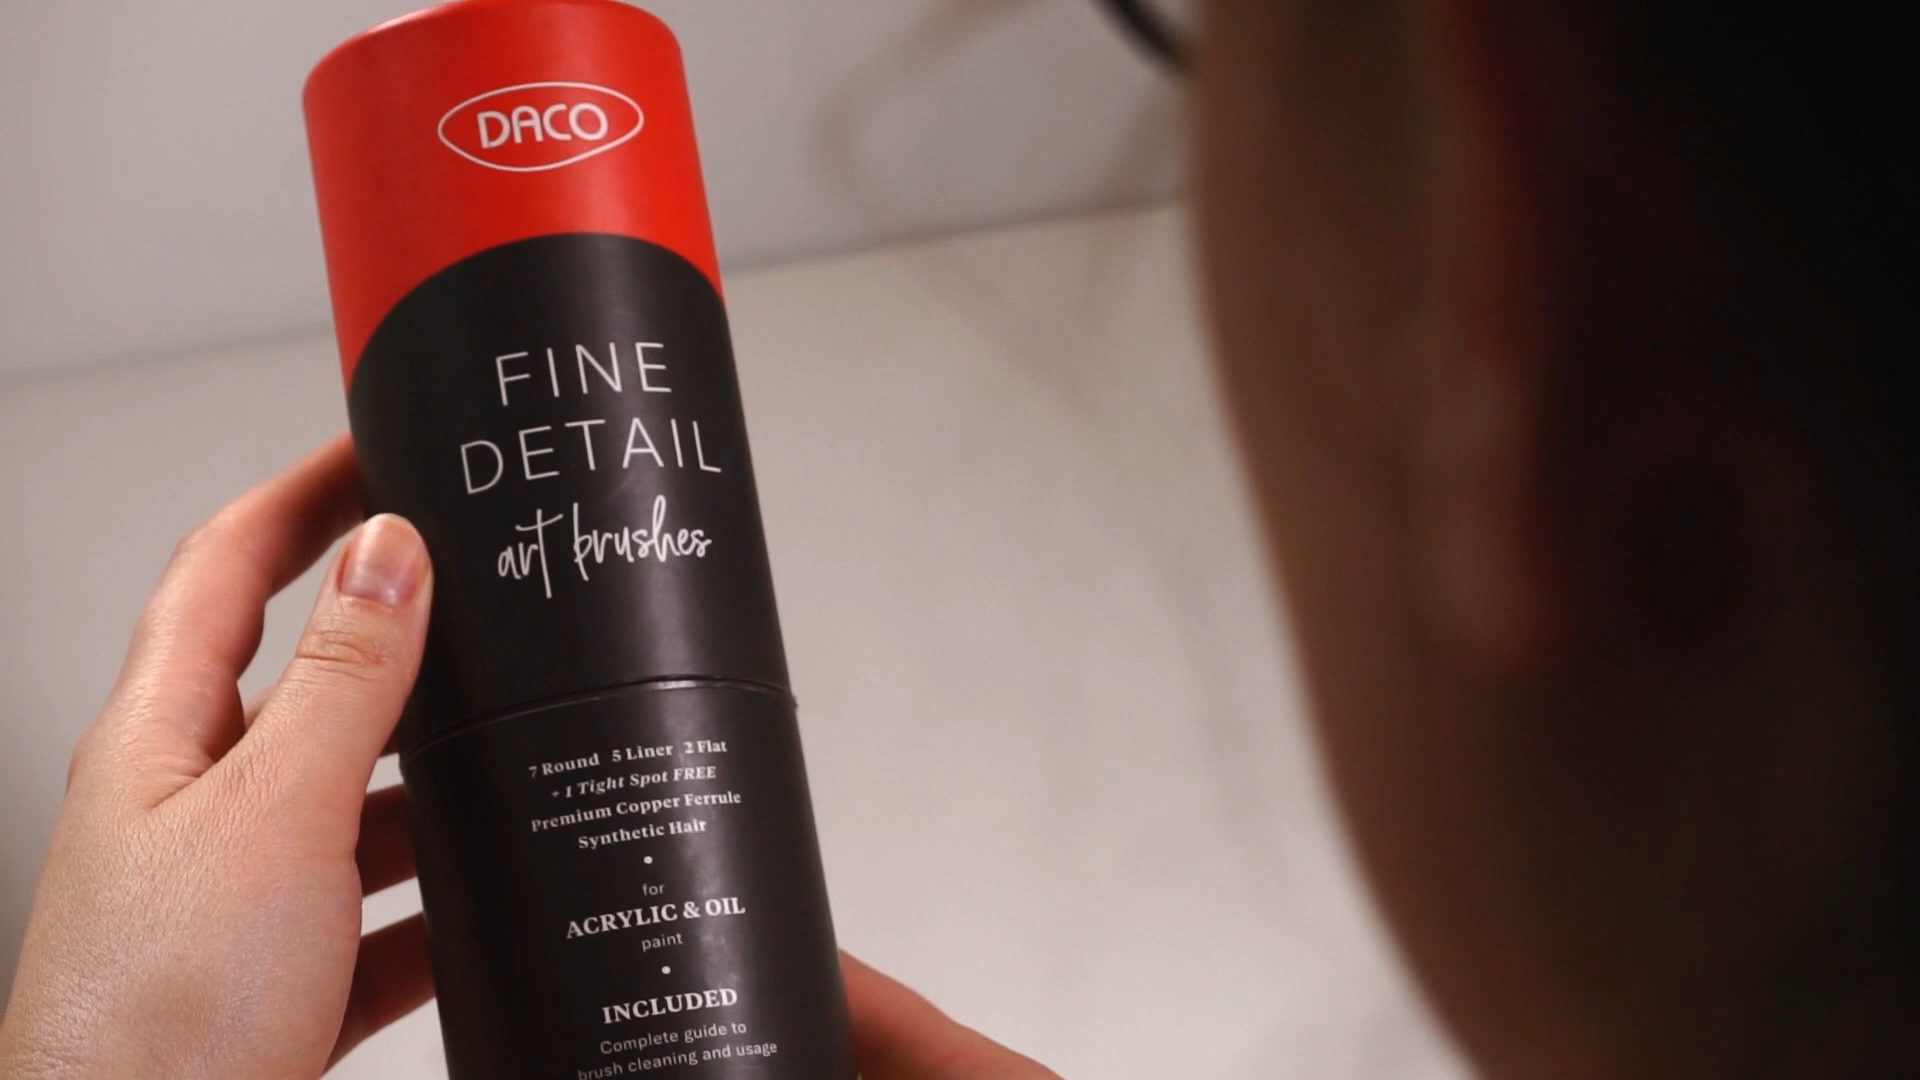 DACO
FINE
DETAIL
art brushes
7 Round 5 Liner 2 Flat
+ 1 Tight Spot FREE
Premium Copper Ferrule
Synthetic Hair
•
for
ACRYLIC & OIL
paint
•
INCLUDED
Complete guide to
brush cleaning and usage